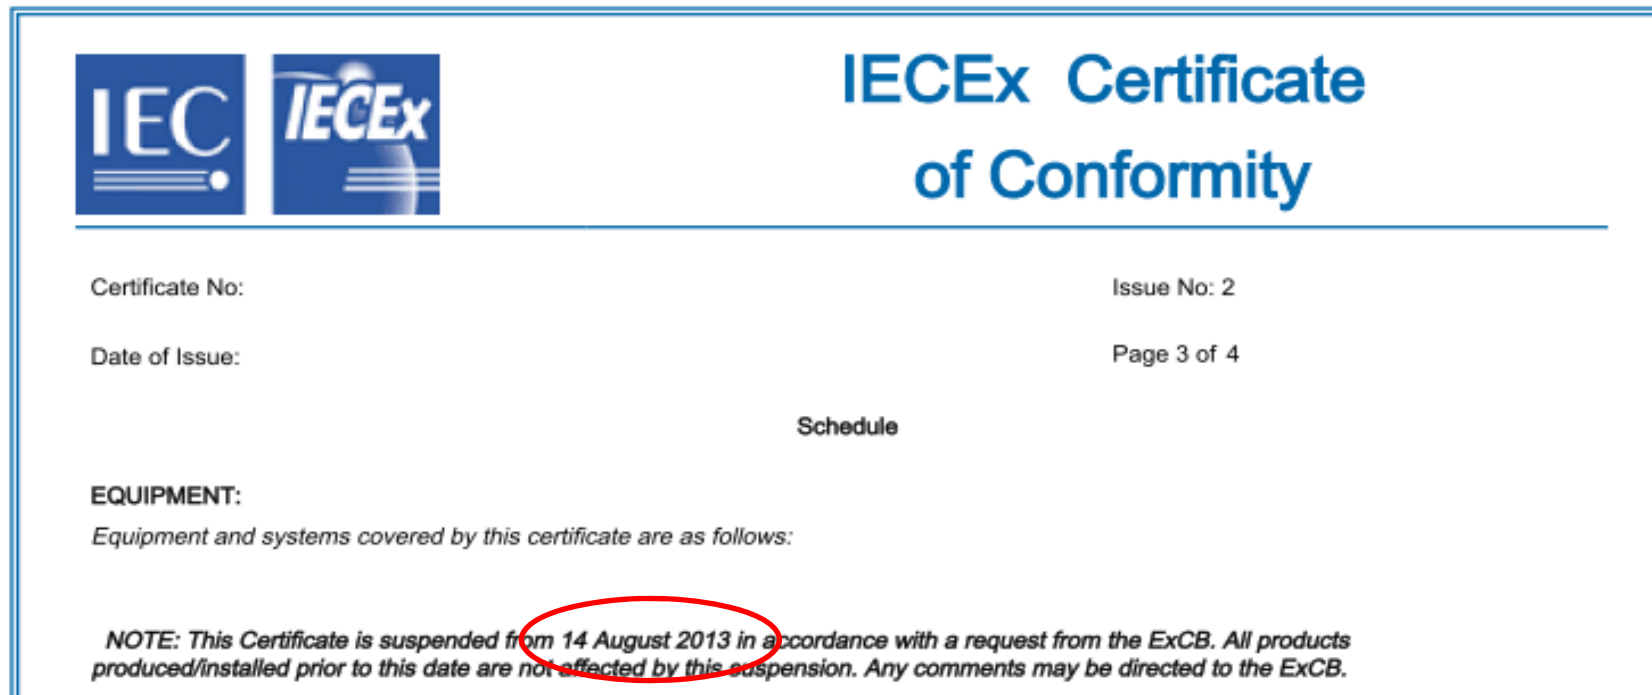 IEC
IECEx
IECEx Certificate
of Conformity
Certificate No:
Issue No: 2
Date of Issue:
Page 3 of 4
Schedule
EQUIPMENT:
Equipment and systems covered by this certificate are as follows:
NOTE: This Certificate is suspended from 14 August 2013 in accordance with a request from the ExCB. All products
produced/installed prior to this date are not affected by this suspension. Any comments may be directed to the ExCB.